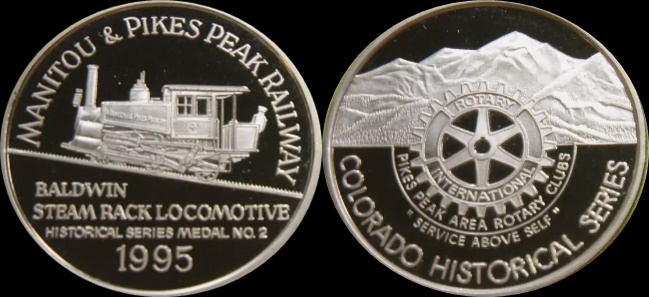 MANITOU & PIKES PEAK RAILWAY
BALDWIN
STEAM RACK LOCOMOTIVE
HISTORICAL SERIES MEDAL NO. 2
1995
ROTARY
INTERNATIONAL
PIKES PEAK AREA ROTARY CLUBS
"SERVICE ABOVE SELF"
COLORADO HISTORICAL SERIES